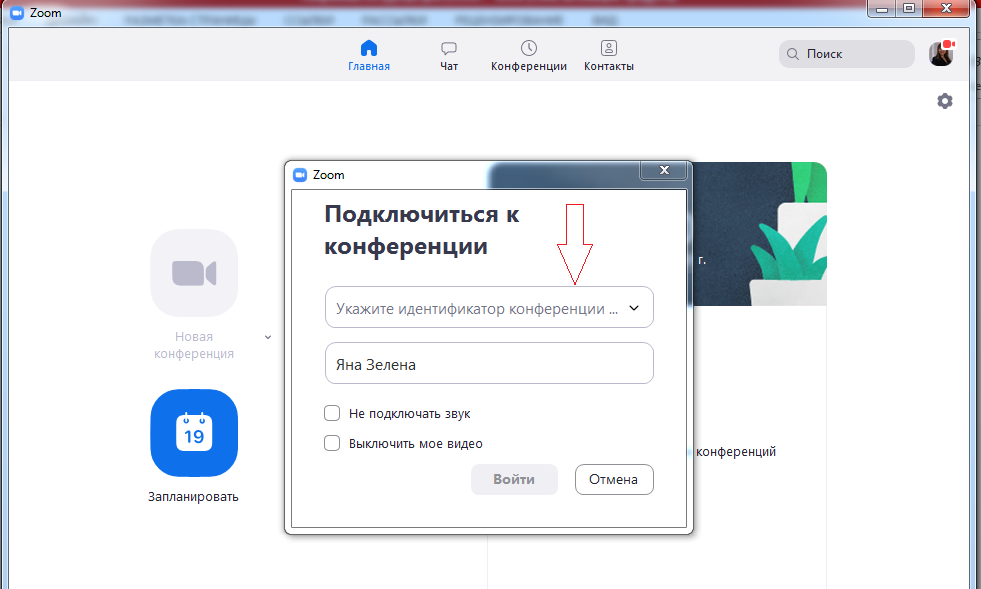 Zoom
Главная
Чат
Конференции
Контакты
Поиск
Zoom
Подключиться к
конференции
г.
Укажите идентификатор конференции ...
Яна Зелена
Не подключать звук
Выключить мое видео
Войти
Отмена
Новая
конференция
19
Запланировать
конференций